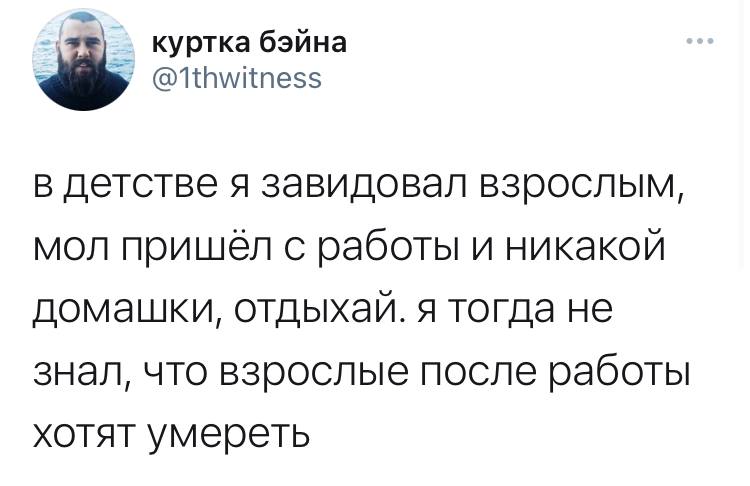 куртка бэйна
@1thwitness
в детстве я завидовал взрослым,
мол пришёл с работы и никакой
домашки, отдыхай. я тогда не
знал, что взрослые после работы
хотят умереть